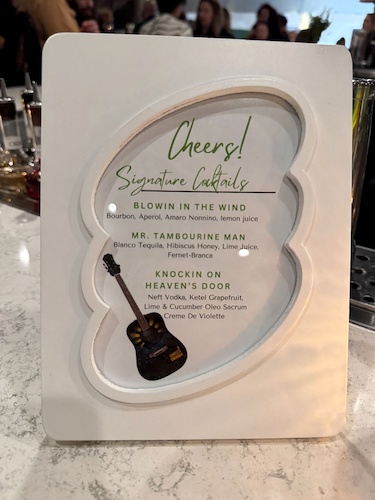 Cheers!
Signature Cocktails
BLOWIN IN THE WIND
Bourbon, Aperol, Amaro Nonnino, lemon juice
MR. TAMBOURINE MAN
Blanco Tequila, Hibiscus Honey, Lime Juice,
Fernet-Branca
KNOCKIN ON
HEAVEN'S DOOR
Neft Vodka, Ketel Grapefruit,
Lime & Cucumber Oleo Sacrum
Creme De Violette